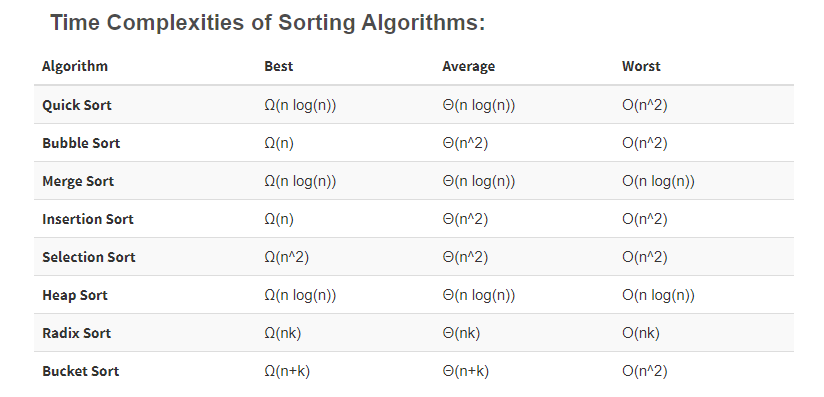 Time Complexities of Sorting Algorithms:
Algorithm Best Average Worst
Quick Sort Ω(n log(n)) Θ(n log(n)) O(n^2)
Bubble Sort Ω(n) Θ(n^2) O(n^2)
Merge Sort Ω(n log(n)) Θ(n log(n)) O(n log(n))
Insertion Sort Ω(n) Θ(n^2) O(n^2)
Selection Sort Ω(n^2) Θ(n^2) O(n^2)
Heap Sort Ω(n log(n)) Θ(n log(n)) O(n log(n))
Radix Sort Ω(nk) Θ(nk) O(nk)
Bucket Sort Ω(n+k) Θ(n+k) O(n^2)